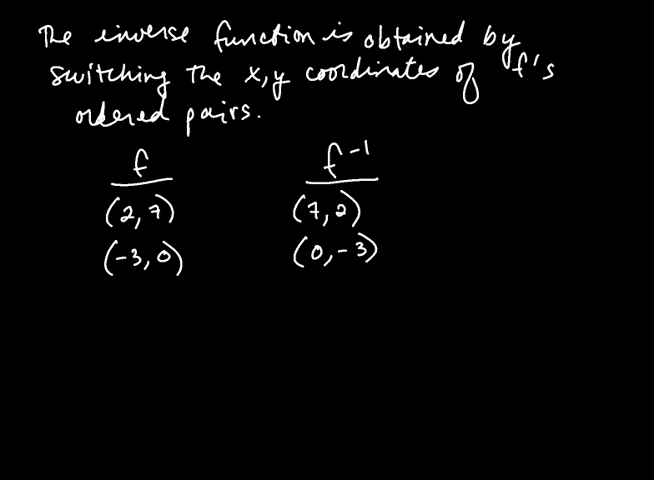 The inverse function is obtained by
switching the x,y coordinates of f's
ordered pairs.
f f⁻¹
(2,7) (7,2)
(-3,0) (0,-3)